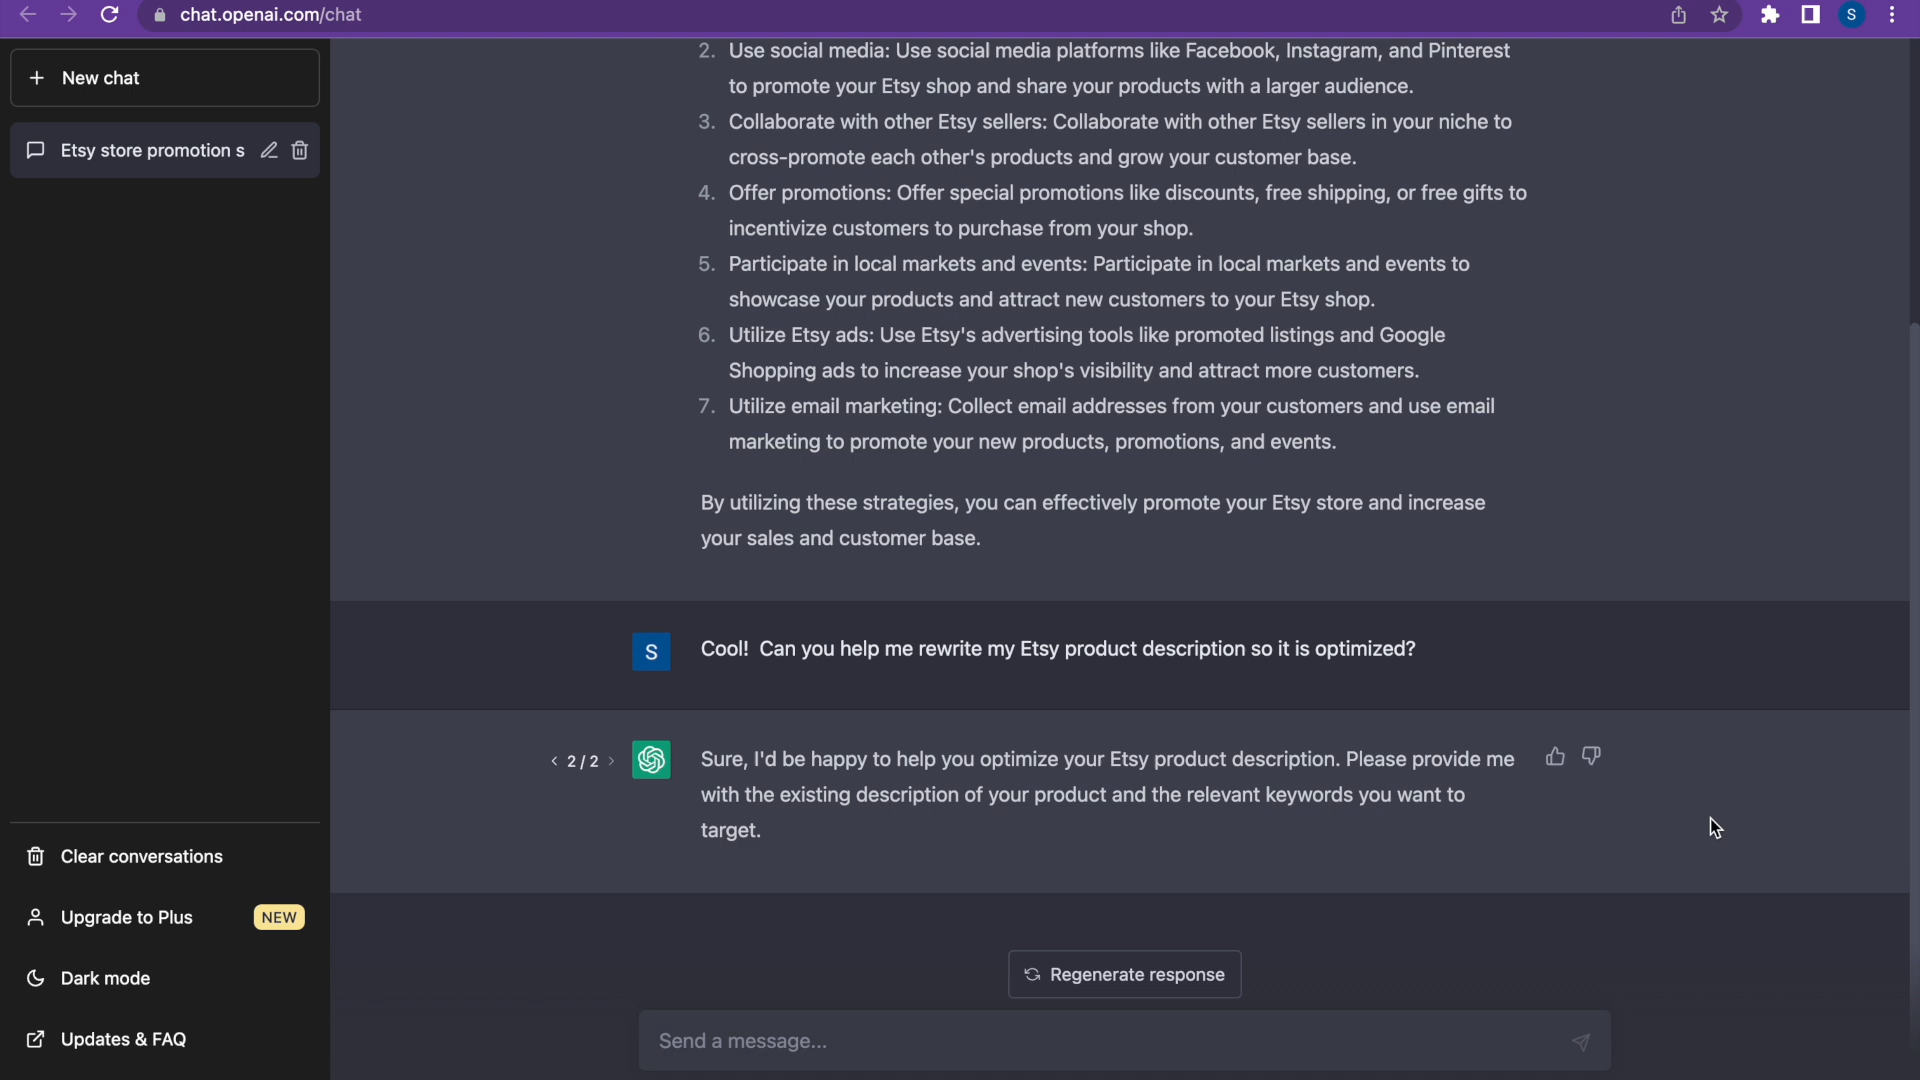 chat.openai.com/chat
S
New chat
Etsy store promotion s
2. Use social media: Use social media platforms like Facebook, Instagram, and Pinterest
to promote your Etsy shop and share your products with a larger audience.
3. Collaborate with other Etsy sellers: Collaborate with other Etsy sellers in your niche to
cross-promote each other's products and grow your customer base.
4. Offer promotions: Offer special promotions like discounts, free shipping, or free gifts to
incentivize customers to purchase from your shop.
5. Participate in local markets and events: Participate in local markets and events to
showcase your products and attract new customers to your Etsy shop.
6. Utilize Etsy ads: Use Etsy's advertising tools like promoted listings and Google
Shopping ads to increase your shop's visibility and attract more customers.
7. Utilize email marketing: Collect email addresses from your customers and use email
marketing to promote your new products, promotions, and events.
By utilizing these strategies, you can effectively promote your Etsy store and increase
your sales and customer base.
S
Cool!  Can you help me rewrite my Etsy product description so it is optimized?
< 2 / 2 >
Sure, I'd be happy to help you optimize your Etsy product description. Please provide me
with the existing description of your product and the relevant keywords you want to
target.
Clear conversations
Upgrade to Plus NEW
Dark mode
Updates & FAQ
Regenerate response
Send a message...